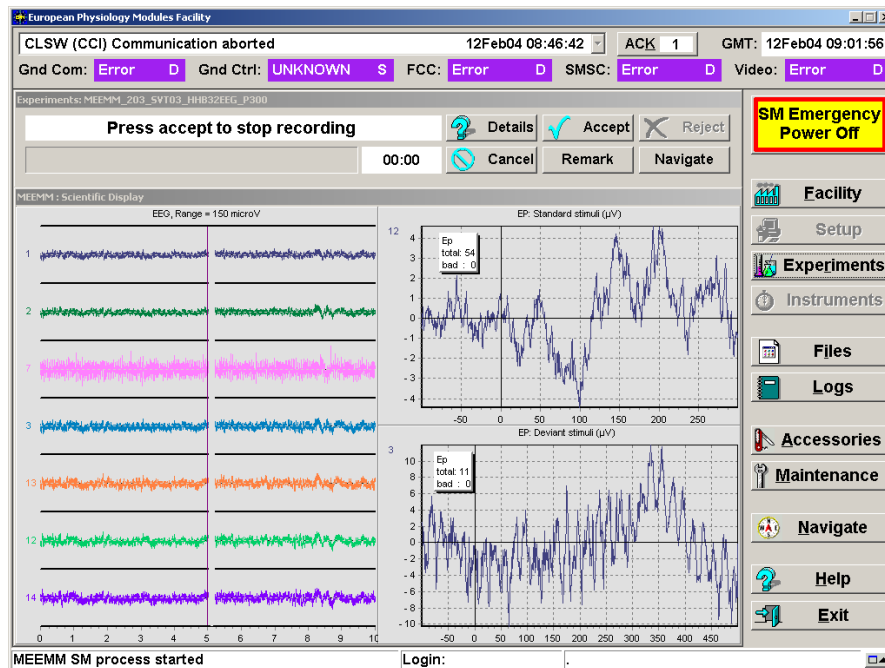 European Physiology Modules Facility
CLSW (CCI) Communication aborted 12Feb04 08:46:42 ACK 1 GMT: 12Feb04 09:01:56
Gnd Com: Error D Gnd Ctrl: UNKNOWN S FCC: Error D SMSC: Error D Video: Error D
Experiments: MEEMM_203_SVT03_HHB32EEG_P300
Press accept to stop recording Details Accept Reject
00:00 Cancel Remark Navigate
SM Emergency
Power Off
MEEMM : Scientific Display
EEG, Range = 150 microV
1
2
7
3
13
12
14
0 1 2 3 4 5 6 7 8 9 10
EP: Standard stimuli (µV)
12
Ep
total: 54
bad : 0
4
3
2
1
0
-1
-2
-3
-4
-50 0 50 100 150 200 250
EP: Deviant stimuli (µV)
3
Ep
total: 11
bad : 0
10
8
6
4
2
0
-2
-4
-6
-8
-10
-50 0 50 100 150 200 250 300 350 400 450
Facility
Setup
Experiments
Instruments
Files
Logs
Accessories
Maintenance
Navigate
Help
Exit
MEEMM SM process started Login: .